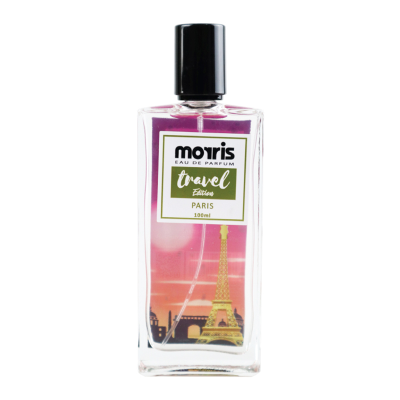 morris
EAU DE PARFUM
travel
Edition
PARIS
100ml